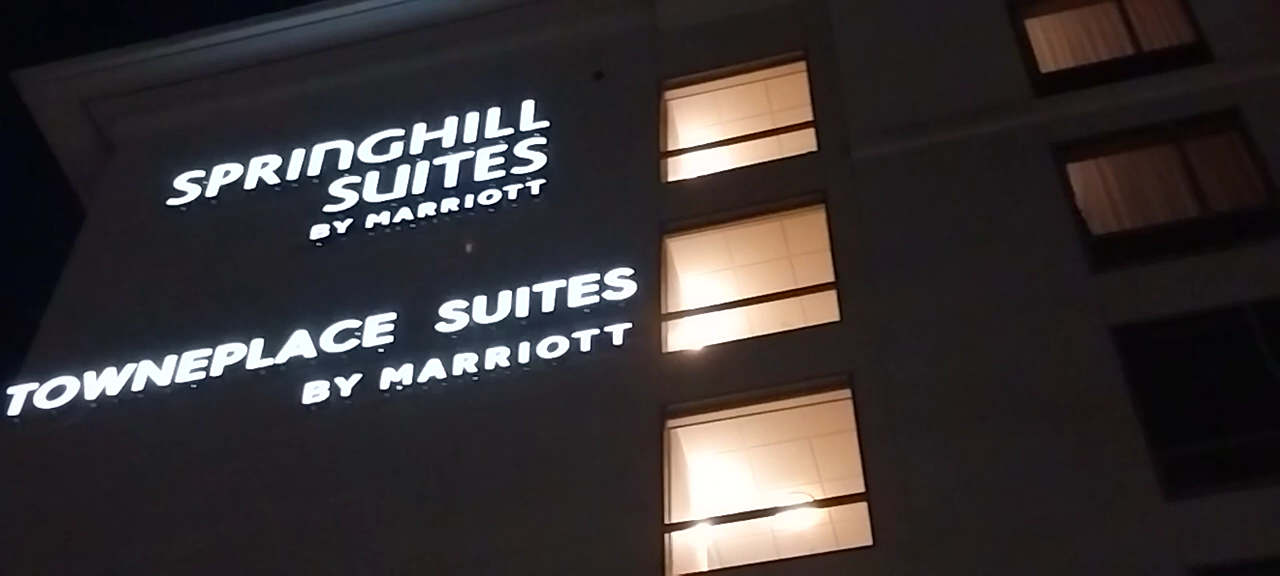 SPRINGHILL
SUITES
BY MARRIOTT
TOWNEPLACE SUITES
BY MARRIOTT